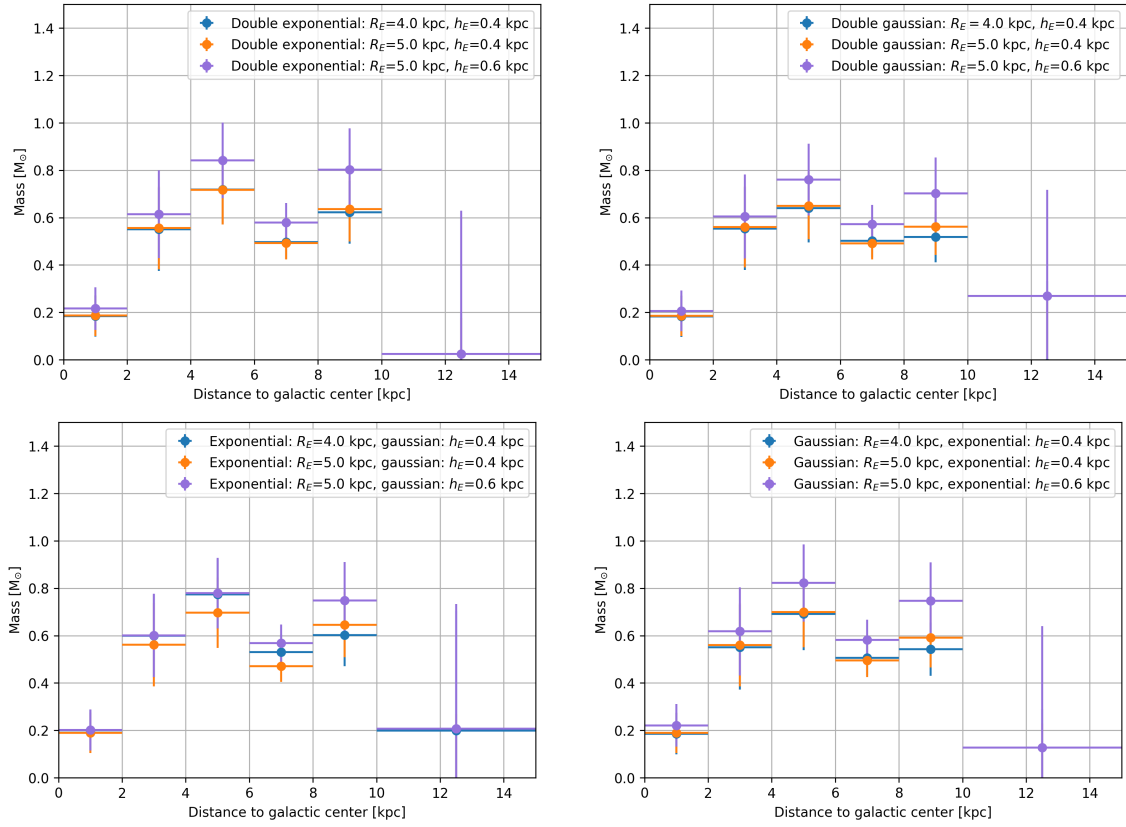 Double exponential: R_E=4.0 kpc, h_E=0.4 kpc
Double exponential: R_E=5.0 kpc, h_E=0.4 kpc
Double exponential: R_E=5.0 kpc, h_E=0.6 kpc
Mass [M☉]
1.4
1.2
1.0
0.8
0.6
0.4
0.2
0.0
0 2 4 6 8 10 12 14
Distance to galactic center [kpc]
Double gaussian: R_E = 4.0 kpc, h_E=0.4 kpc
Double gaussian: R_E=5.0 kpc, h_E=0.4 kpc
Double gaussian: R_E=5.0 kpc, h_E=0.6 kpc
Mass [M☉]
1.4
1.2
1.0
0.8
0.6
0.4
0.2
0.0
0 2 4 6 8 10 12 14
Distance to galactic center [kpc]
Exponential: R_E=4.0 kpc, gaussian: h_E=0.4 kpc
Exponential: R_E=5.0 kpc, gaussian: h_E=0.4 kpc
Exponential: R_E=5.0 kpc, gaussian: h_E=0.6 kpc
Mass [M☉]
1.4
1.2
1.0
0.8
0.6
0.4
0.2
0.0
0 2 4 6 8 10 12 14
Distance to galactic center [kpc]
Gaussian: R_E=4.0 kpc, exponential: h_E=0.4 kpc
Gaussian: R_E=5.0 kpc, exponential: h_E=0.4 kpc
Gaussian: R_E=5.0 kpc, exponential: h_E=0.6 kpc
Mass [M☉]
1.4
1.2
1.0
0.8
0.6
0.4
0.2
0.0
0 2 4 6 8 10 12 14
Distance to galactic center [kpc]